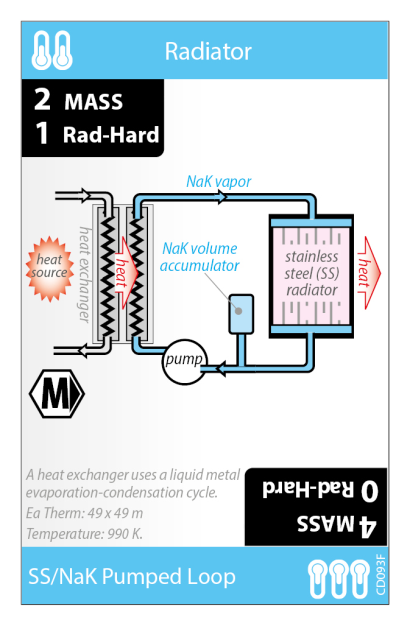 Radiator
2 MASS
1 Rad-Hard
NaK vapor
heat
source
heat exchanger
heat
NaK volume
accumulator
stainless
steel (SS)
radiator
heat
pump
M
A heat exchanger uses a liquid metal
evaporation-condensation cycle.
Ea Therm: 49 x 49 m
Temperature: 990 K.
4 MASS
0 Rad-Hard
SS/NaK Pumped Loop
CD093F